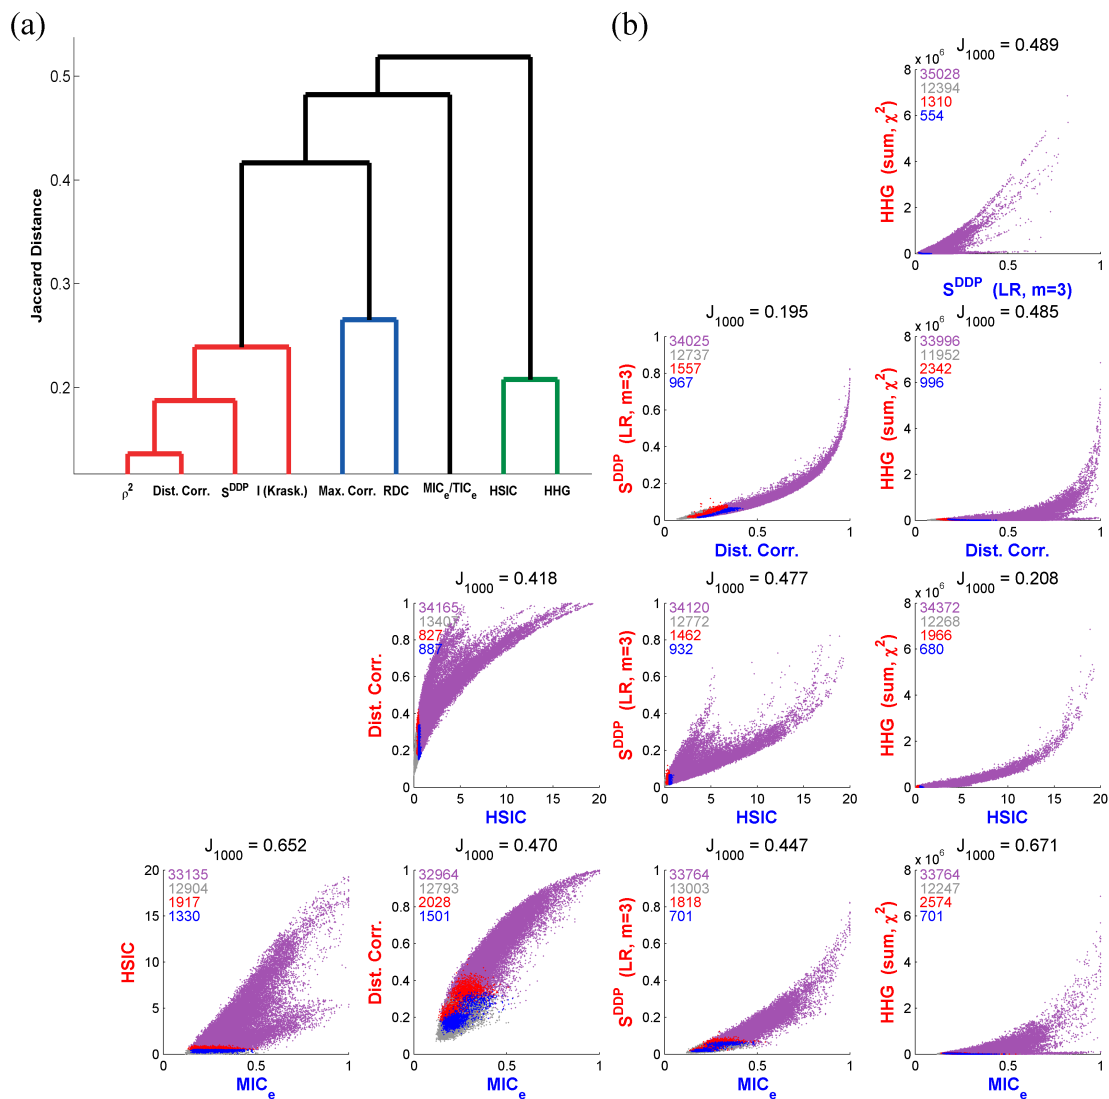 (a)
(b)
Jaccard Distance
0.5
0.4
0.3
0.2
ρ² Dist. Corr. S^DDP I (Krask.) Max. Corr. RDC MIC_e/TIC_e HSIC HHG
J_1000 = 0.489
x 10^6
HHG (sum, χ²)
8
6
4
2
0
35028
12394
1310
554
0 0.5 1
S^DDP (LR, m=3)
J_1000 = 0.195
S^DDP (LR, m=3)
1
0.8
0.6
0.4
0.2
0
34025
12737
1557
967
0.5 1
Dist. Corr.
J_1000 = 0.485
x 10^6
HHG (sum, χ²)
8
6
4
2
0
33996
11952
2342
996
0.5 1
Dist. Corr.
J_1000 = 0.418
Dist. Corr.
1
0.8
0.6
0.4
0.2
0
34165
1340
827
887
0 5 10 15 20
HSIC
J_1000 = 0.477
S^DDP (LR, m=3)
1
0.8
0.6
0.4
0.2
0
34120
12772
1462
932
0 5 10 15 20
HSIC
J_1000 = 0.208
x 10^6
HHG (sum, χ²)
8
6
4
2
0
34372
12268
1966
680
0 5 10 15 20
HSIC
J_1000 = 0.652
HSIC
20
15
10
5
0
33135
12904
1917
1330
0 0.5 1
MIC_e
J_1000 = 0.470
Dist. Corr.
1
0.8
0.6
0.4
0.2
0
32964
12793
2028
1501
0 0.5 1
MIC_e
J_1000 = 0.447
S^DDP (LR, m=3)
1
0.8
0.6
0.4
0.2
0
33764
13003
1818
701
0 0.5 1
MIC_e
J_1000 = 0.671
x 10^6
HHG (sum, χ²)
8
6
4
2
0
33764
12247
2574
701
0 0.5 1
MIC_e